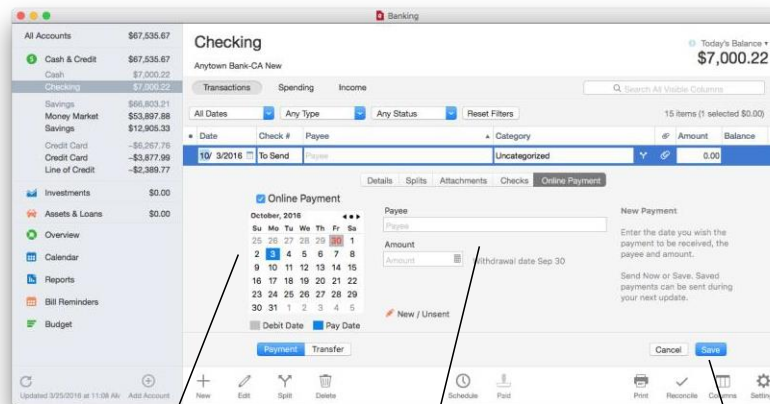 Banking
All Accounts $67,535.67
Cash & Credit $67,535.67
Cash $7,000.22
Checking $7,000.22
Savings $66,803.21
Money Market $53,897.88
Savings $12,905.33
Credit Card -$6,267.76
Credit Card -$3,877.99
Line of Credit -$2,389.77
Investments $0.00
Assets & Loans $0.00
Overview
Calendar
Reports
Bill Reminders
Budget
Updated 3/25/2016 at 11:08 AM Add Account
Checking
Anytown Bank-CA New
Today's Balance
$7,000.22
Transactions Spending Income
Search All Visible Columns
All Dates Any Type Any Status Reset Filters
15 items (1 selected $0.00)
Date Check # Payee Category Amount Balance
10/ 3/2016 To Send Payee Uncategorized 0.00
Details Splits Attachments Checks Online Payment
Online Payment
October, 2016
Su Mo Tu We Th Fr Sa
25 26 27 28 29 30 1
2 3 4 5 6 7 8
9 10 11 12 13 14 15
16 17 18 19 20 21 22
23 24 25 26 27 28 29
30 31 1 2 3 4 5
Debit Date Pay Date
Payee
Payee
Amount
Amount Withdrawal date Sep 30
New / Unsent
New Payment
Enter the date you wish the
payment to be received, the
payee and amount.
Send Now or Save. Saved
payments can be sent during
your next update.
Payment Transfer
Cancel Save
New Edit Split Delete Schedule Paid Print Reconcile Columns Settin